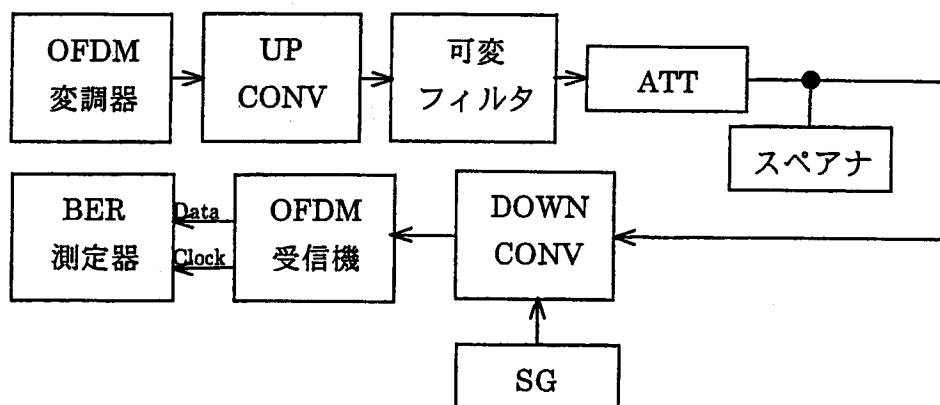 OFDM
変調器
UP
CONV
可変
フィルタ
ATT
スペアナ
BER
測定器
Data
Clock
OFDM
受信機
DOWN
CONV
SG